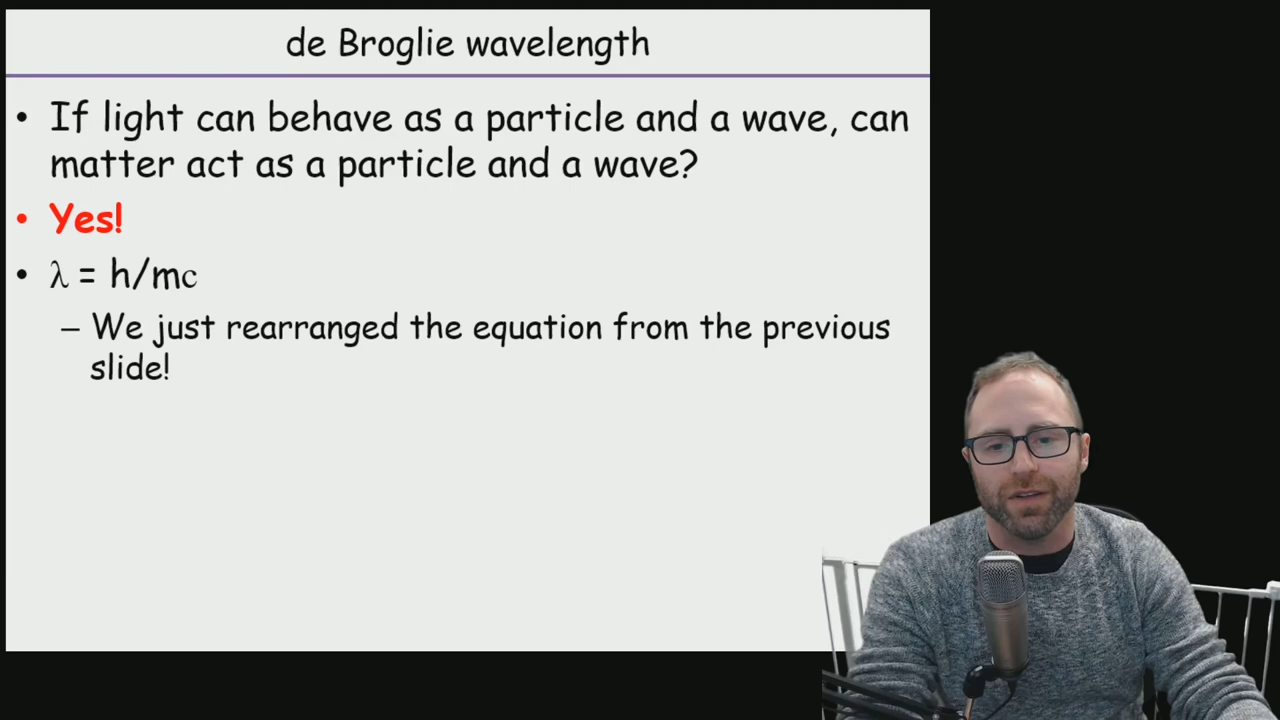 de Broglie wavelength
• If light can behave as a particle and a wave, can
matter act as a particle and a wave?
• Yes!
• λ = h/mc
– We just rearranged the equation from the previous
slide!